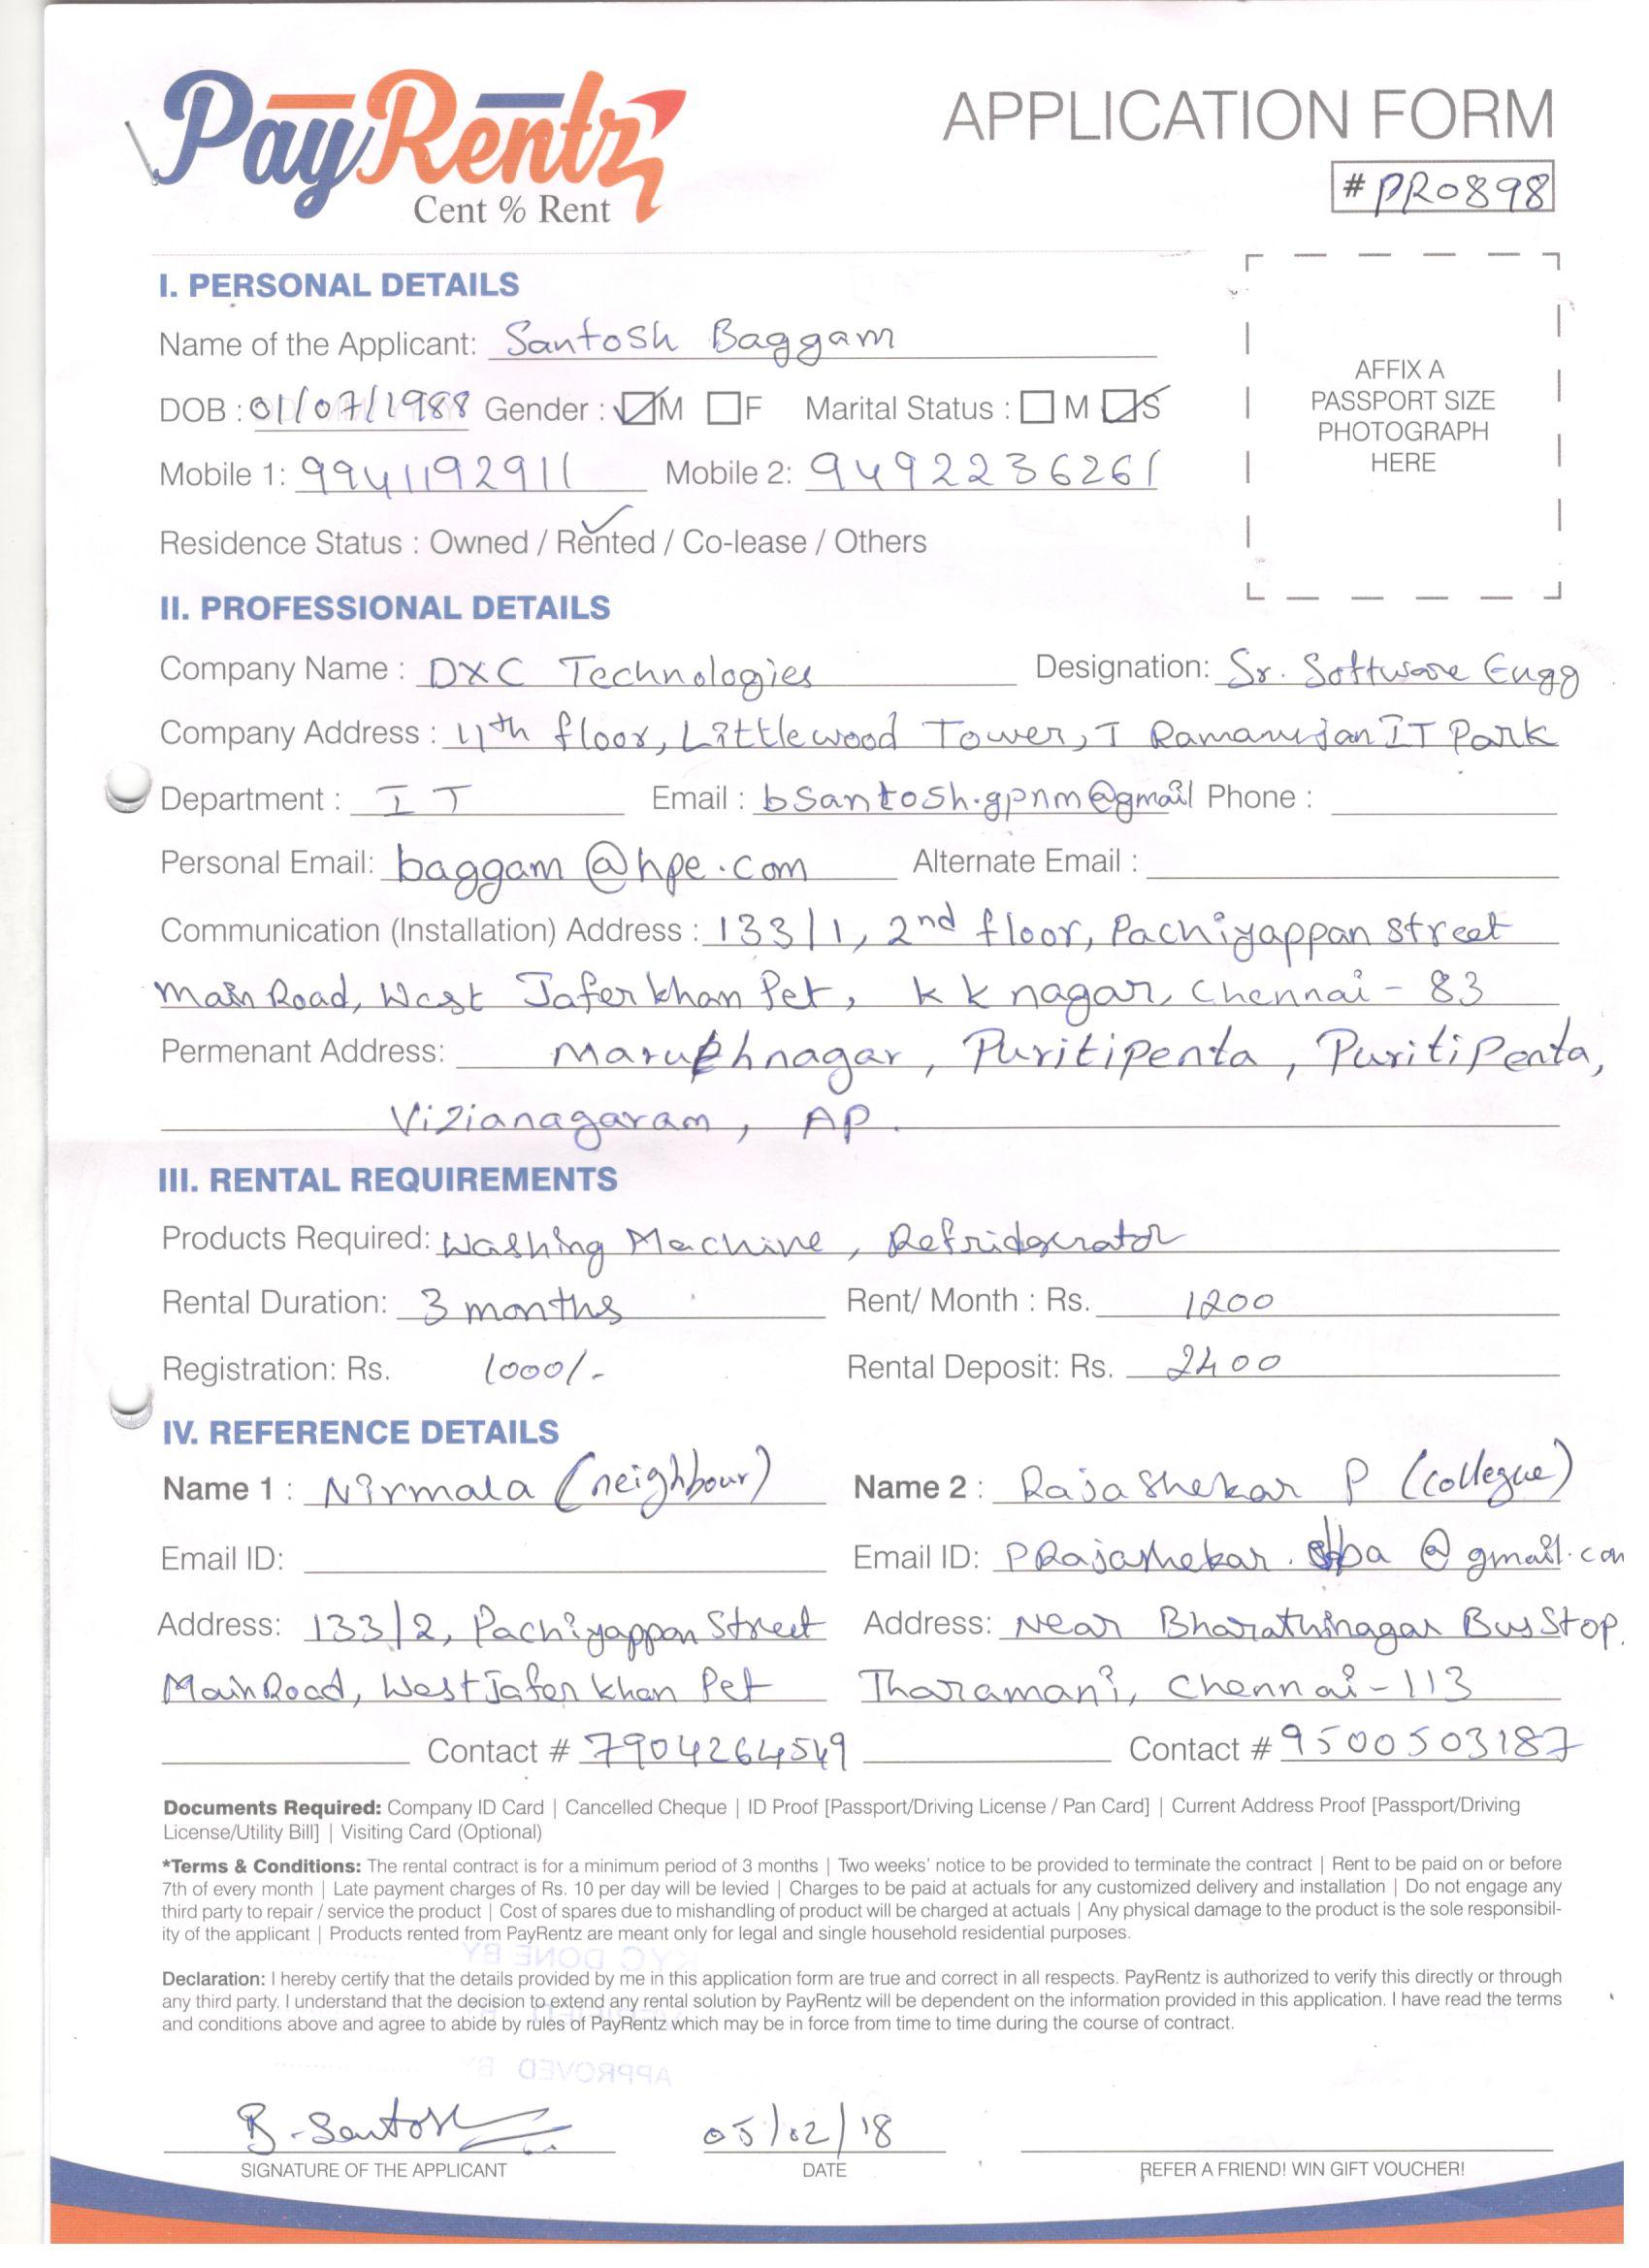 PayRentz
Cent % Rent
APPLICATION FORM
# PR0898
I. PERSONAL DETAILS
Name of the Applicant: Santosh Baggam
DOB : 01/07/1988 Gender : M F Marital Status : M S
Mobile 1: 9941192911 Mobile 2: 9492236261
Residence Status : Owned / Rented / Co-lease / Others
AFFIX A
PASSPORT SIZE
PHOTOGRAPH
HERE
II. PROFESSIONAL DETAILS
Company Name : DXC Technologies Designation: Sr. Software Engg
Company Address : 11th floor, Littlewood Tower, I Ramanujan IT Park
Department : IT Email : bsantosh.gpnm@gmail Phone :
Personal Email: baggam@hpe.com Alternate Email :
Communication (Installation) Address : 133/1, 2nd floor, Pachiyappan street
Main Road, West Jafer khan Pet, K K nagar, Chennai - 83
Permenant Address: nagar, Puritipenta, Puritipenta,
Vizianagaram, AP.
III. RENTAL REQUIREMENTS
Products Required: Washing Machine, Refridgerator
Rental Duration: 3 months Rent/ Month : Rs. 1200
Registration: Rs. 1000/- Rental Deposit: Rs. 2400
IV. REFERENCE DETAILS
Name 1 : Nirmala (neighbour) Name 2 : Rajashekar P (collegue)
Email ID: Email ID: @gmail.com
Address: 133/2, Pachiyappan Street Address: Near Bharathinagar Bus Stop,
Main Road, West Jafer khan Pet Tharamani, Chennai - 113
Contact # 7904264549 Contact # 9500503187
Documents Required: Company ID Card | Cancelled Cheque | ID Proof [Passport/Driving License / Pan Card] | Current Address Proof [Passport/Driving
License/Utility Bill] | Visiting Card (Optional)
*Terms & Conditions: The rental contract is for a minimum period of 3 months | Two weeks' notice to be provided to terminate the contract | Rent to be paid on or before
7th of every month | Late payment charges of Rs. 10 per day will be levied | Charges to be paid at actuals for any customized delivery and installation | Do not engage any
third party to repair / service the product | Cost of spares due to mishandling of product will be charged at actuals | Any physical damage to the product is the sole responsibil-
ity of the applicant | Products rented from PayRentz are meant only for legal and single household residential purposes.
Declaration: I hereby certify that the details provided by me in this application form are true and correct in all respects. PayRentz is authorized to verify this directly or through
any third party. I understand that the decision to extend any rental solution by PayRentz will be dependent on the information provided in this application. I have read the terms
and conditions above and agree to abide by rules of PayRentz which may be in force from time to time during the course of contract.
B. Santosh 05/02/18
SIGNATURE OF THE APPLICANT DATE REFER A FRIEND! WIN GIFT VOUCHER!